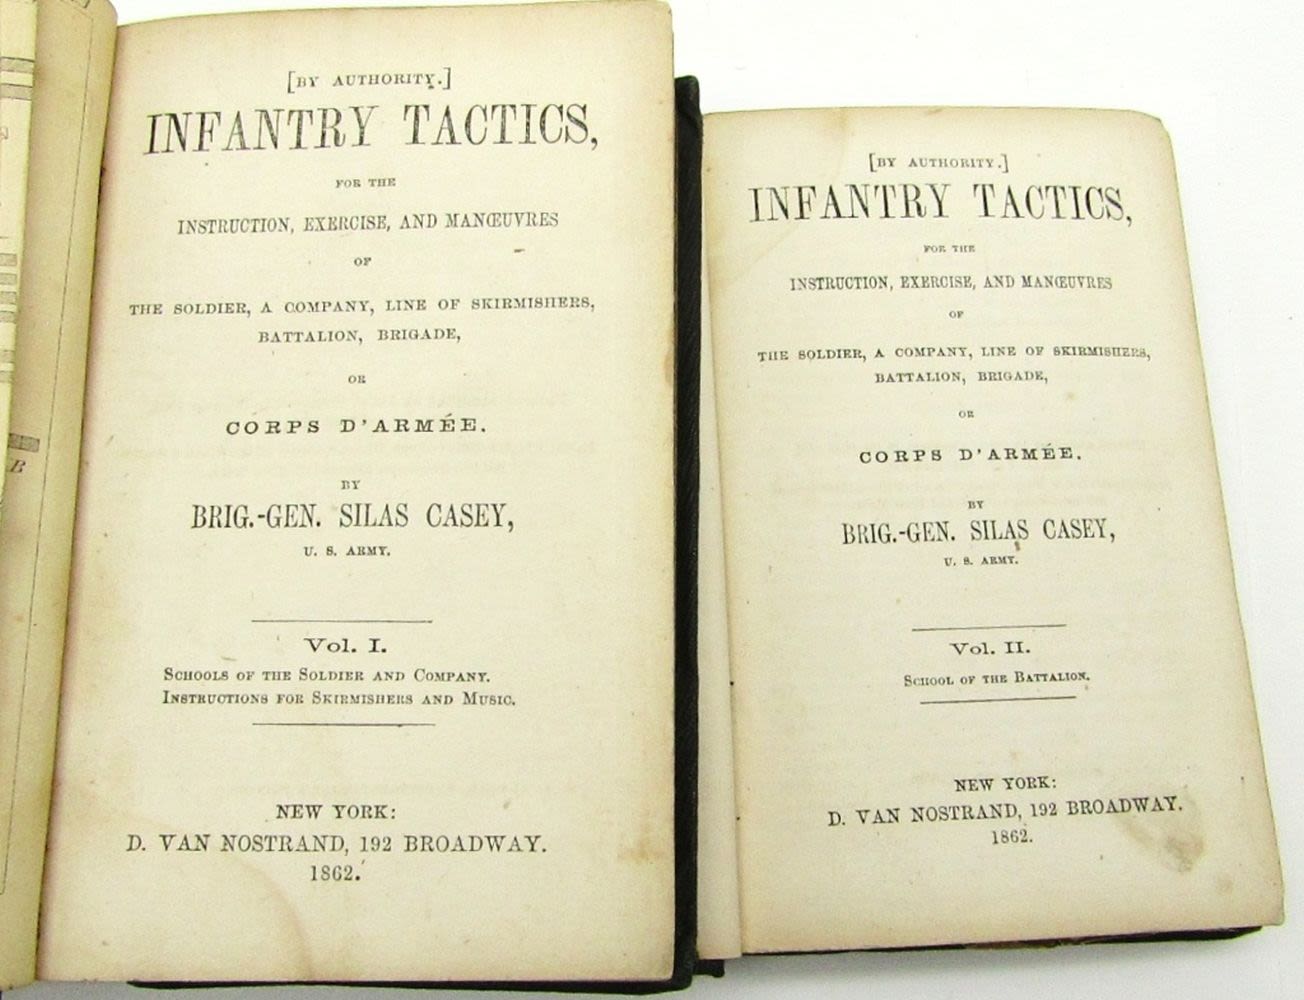 [BY AUTHORITY.]
INFANTRY TACTICS,
FOR THE
INSTRUCTION, EXERCISE, AND MANŒUVRES
OF
THE SOLDIER, A COMPANY, LINE OF SKIRMISHERS,
BATTALION, BRIGADE,
OR
CORPS D'ARMÉE.
BY
BRIG.-GEN. SILAS CASEY,
U. S. ARMY.
Vol. I.
SCHOOLS OF THE SOLDIER AND COMPANY.
INSTRUCTIONS FOR SKIRMISHERS AND MUSIC.
NEW YORK:
D. VAN NOSTRAND, 192 BROADWAY.
1862.
B
[BY AUTHORITY.]
INFANTRY TACTICS,
FOR THE
INSTRUCTION, EXERCISE, AND MANŒUVRES
OF
THE SOLDIER, A COMPANY, LINE OF SKIRMISHERS,
BATTALION, BRIGADE,
OR
CORPS D'ARMÉE.
BY
BRIG.-GEN. SILAS CASEY,
U. S. ARMY.
Vol. II.
SCHOOL OF THE BATTALION.
NEW YORK:
D. VAN NOSTRAND, 192 BROADWAY.
1862.